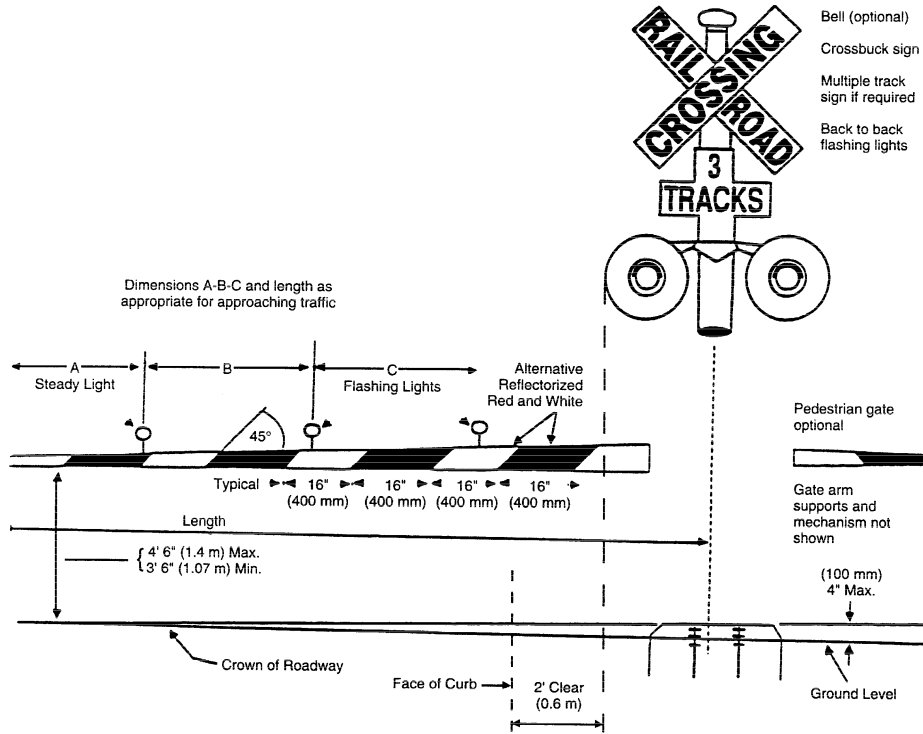 Bell (optional)
Crossbuck sign
Multiple track
sign if required
Back to back
flashing lights
RAIL ROAD
CROSSING
3
TRACKS
Dimensions A-B-C and length as
appropriate for approaching traffic
A
Steady Light
B
C
Flashing Lights
Alternative
Reflectorized
Red and White
45°
Pedestrian gate
optional
Typical
16"
(400 mm)
16"
(400 mm)
16"
(400 mm)
16"
(400 mm)
Gate arm
supports and
mechanism not
shown
Length
4' 6" (1.4 m) Max.
3' 6" (1.07 m) Min.
(100 mm)
4" Max.
Crown of Roadway
Face of Curb
2' Clear
(0.6 m)
Ground Level